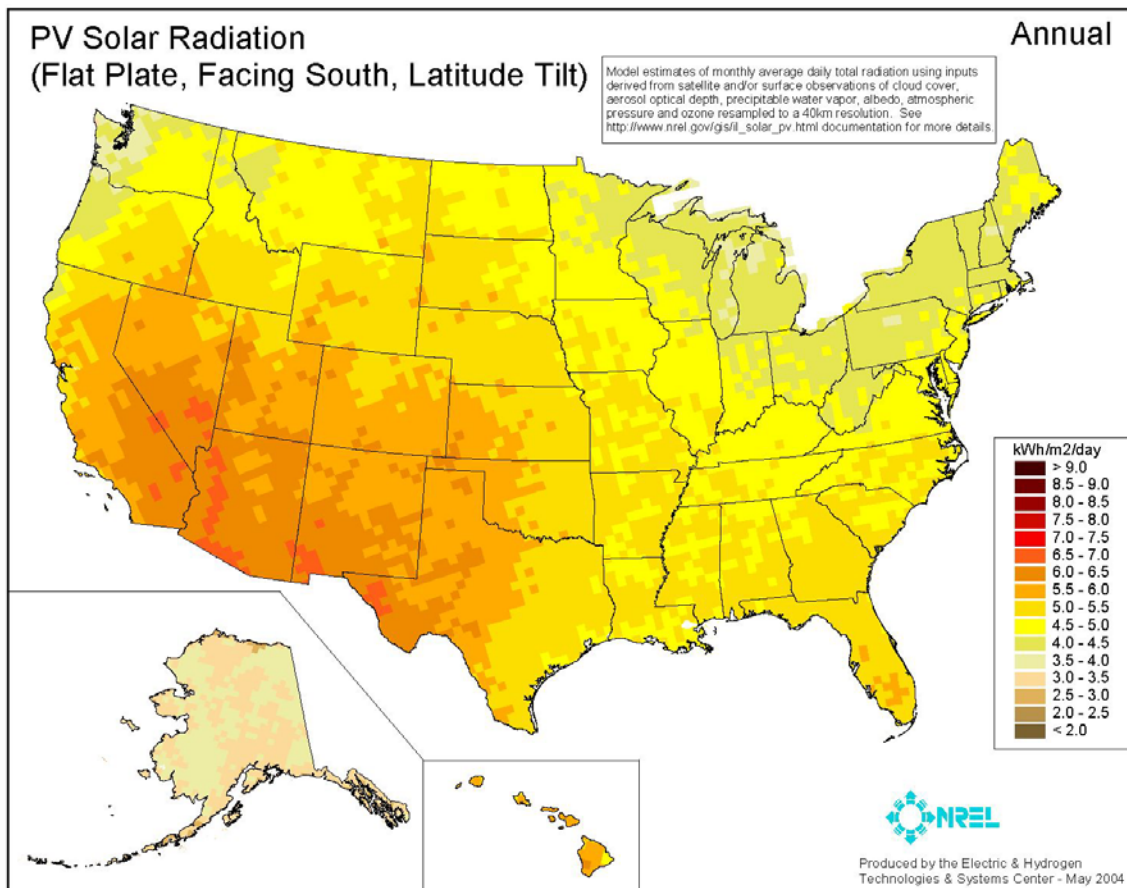 PV Solar Radiation
(Flat Plate, Facing South, Latitude Tilt)
Annual
Model estimates of monthly average daily total radiation using inputs
derived from satellite and/or surface observations of cloud cover,
aerosol optical depth, precipitable water vapor, albedo, atmospheric
pressure and ozone resampled to a 40km resolution. See
http://www.nrel.gov/gis/il_solar_pv.html documentation for more details.
kWh/m2/day
> 9.0
8.5 - 9.0
8.0 - 8.5
7.5 - 8.0
7.0 - 7.5
6.5 - 7.0
6.0 - 6.5
5.5 - 6.0
5.0 - 5.5
4.5 - 5.0
4.0 - 4.5
3.5 - 4.0
3.0 - 3.5
2.5 - 3.0
2.0 - 2.5
< 2.0
NREL
Produced by the Electric & Hydrogen
Technologies & Systems Center - May 2004